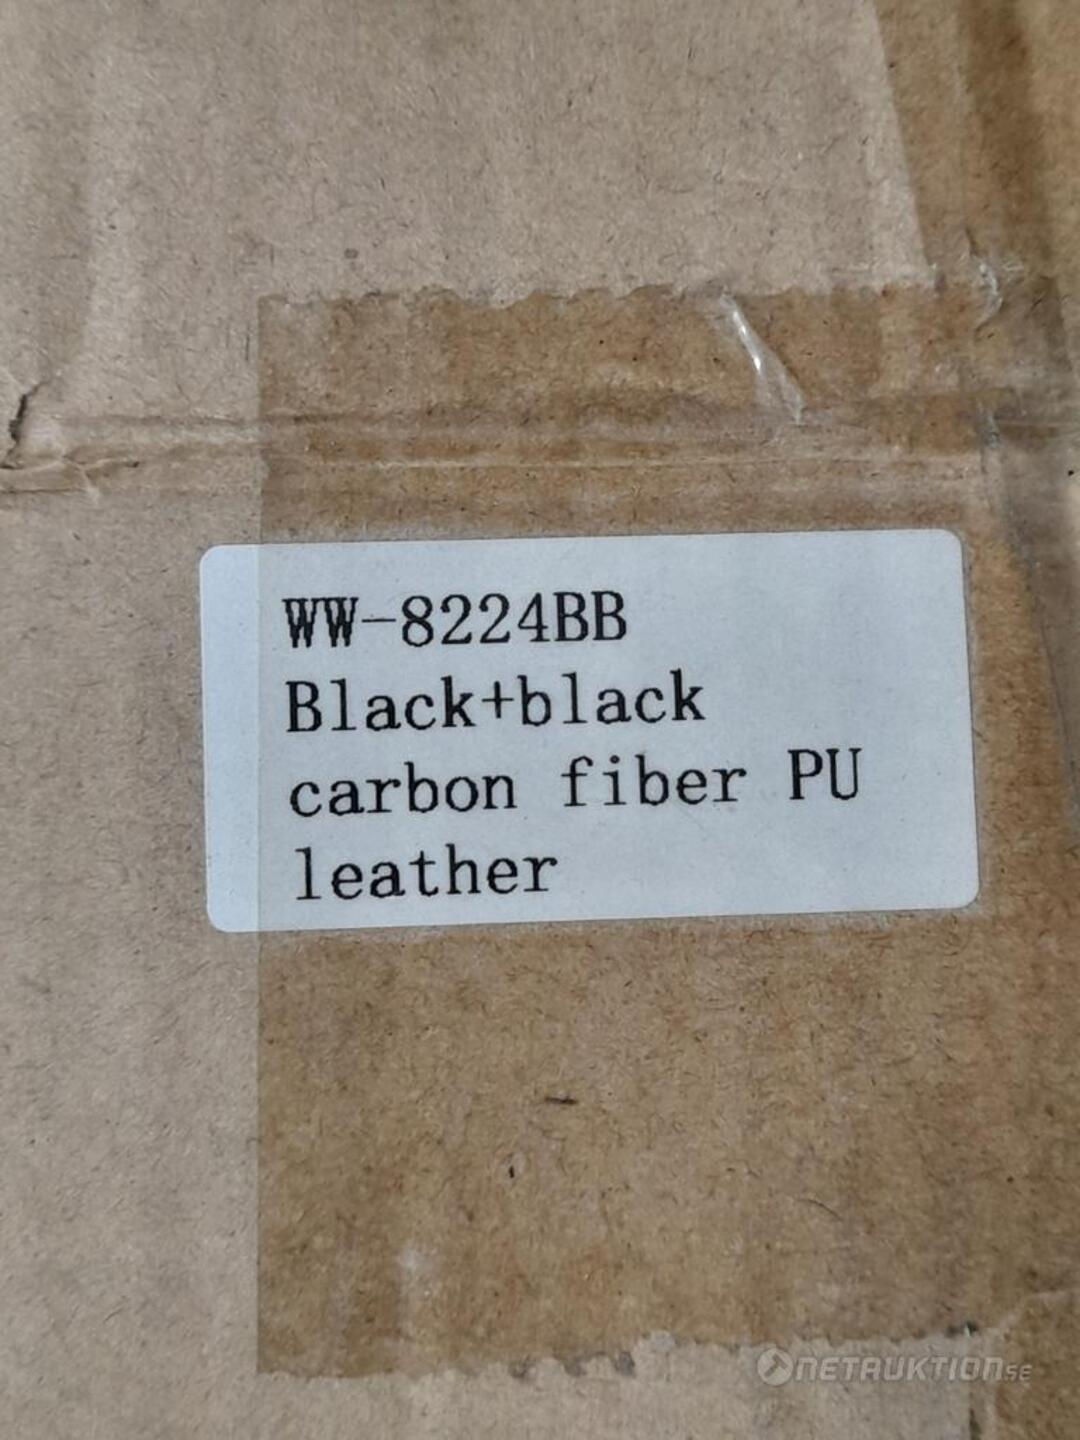 WW-8224BB
Black+black
carbon fiber PU
leather
NETAUKTION.SE